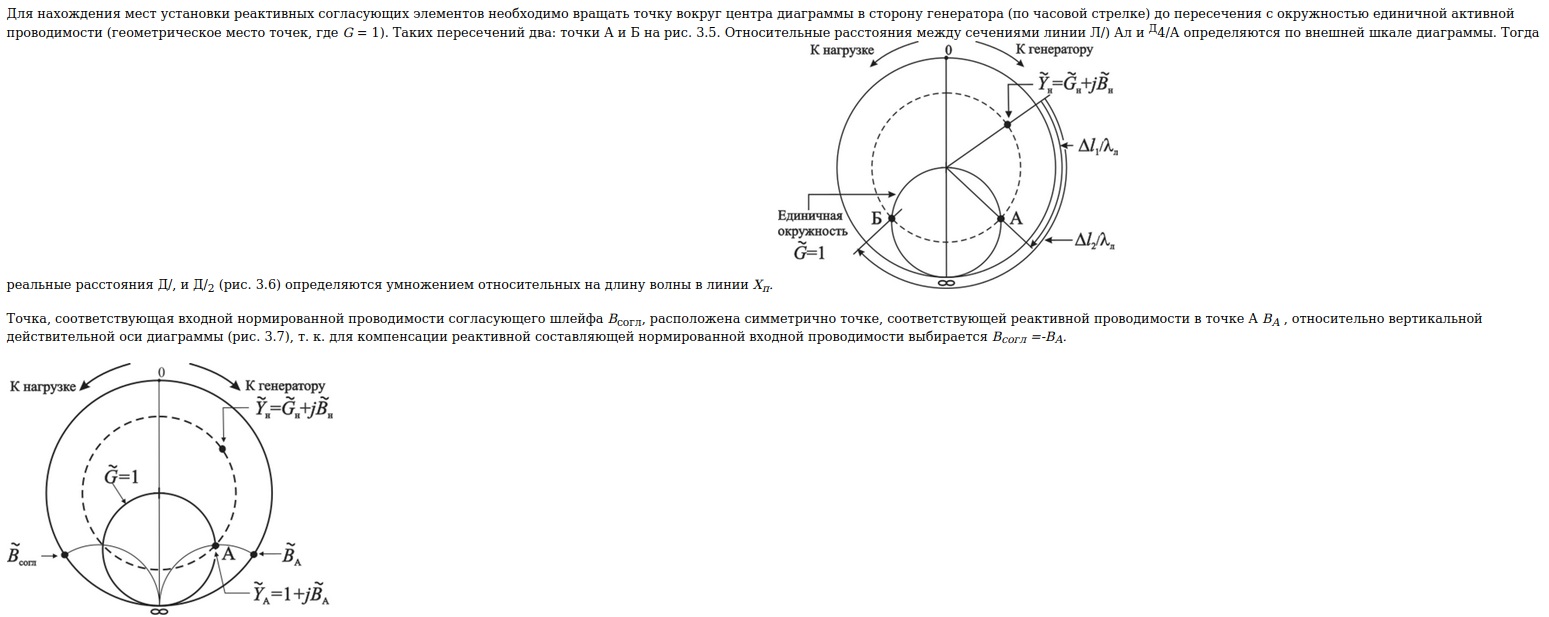 Для нахождения мест установки реактивных согласующих элементов необходимо вращать точку вокруг центра диаграммы в сторону генератора (по часовой стрелке) до пересечения с окружностью единичной активной
проводимости (геометрическое место точек, где G = 1). Таких пересечений два: точки А и Б на рис. 3.5. Относительные расстояния между сечениями линии Л/) Ал и Д4/А определяются по внешней шкале диаграммы. Тогда
К нагрузке
0
К генератору
Ỹн=G̃н+jB̃н
Δl₁/λл
Б
А
Единичная
окружность
G̃=1
Δl₂/λл
∞
реальные расстояния Д/, и Д/2 (рис. 3.6) определяются умножением относительных на длину волны в линии Xп.
Точка, соответствующая входной нормированной проводимости согласующего шлейфа Bсогл, расположена симметрично точке, соответствующей реактивной проводимости в точке А BA , относительно вертикальной
действительной оси диаграммы (рис. 3.7), т. к. для компенсации реактивной составляющей нормированной входной проводимости выбирается Bсогл =-BA.
К нагрузке
0
К генератору
Ỹн=G̃н+jB̃н
G̃=1
B̃согл
А
B̃А
ỸА=1+jB̃А
∞